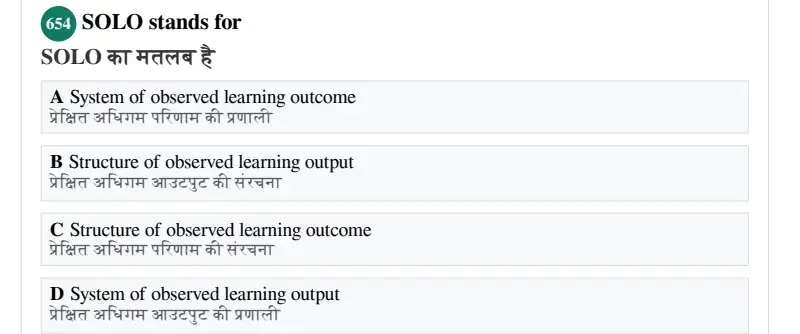 654 SOLO stands for
SOLO का मतलब है
A System of observed learning outcome
प्रेक्षित अधिगम परिणाम की प्रणाली
B Structure of observed learning output
प्रेक्षित अधिगम आउटपुट की संरचना
C Structure of observed learning outcome
प्रेक्षित अधिगम परिणाम की संरचना
D System of observed learning output
प्रेक्षित अधिगम आउटपुट की प्रणाली